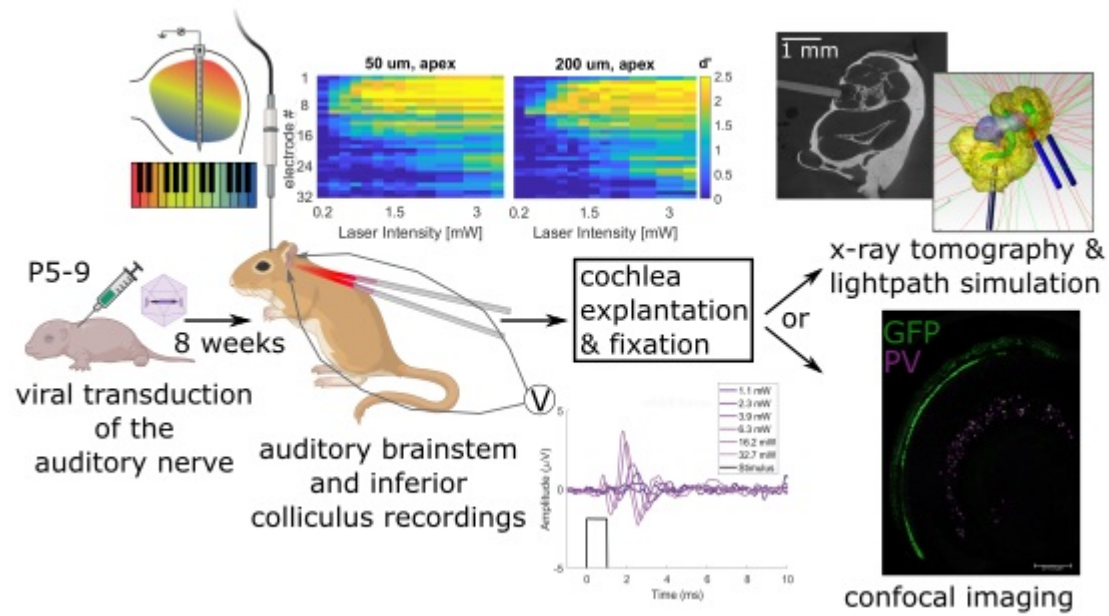 50 um, apex
200 um, apex
d'
electrode #
1
8
16
24
32
0.2
1.5
3
Laser Intensity [mW]
0.2
1.5
3
Laser Intensity [mW]
2.5
2
1.5
1
0.5
0
1 mm
x-ray tomography &
lightpath simulation
P5-9
8 weeks
viral transduction
of the
auditory nerve
auditory brainstem
and inferior
colliculus recordings
V
cochlea
explantation
& fixation
or
1.1 mW
2.3 mW
3.9 mW
6.3 mW
16.2 mW
32.7 mW
Stimulus
Amplitude (μV)
5
0
-5
0
2
4
6
8
10
Time (ms)
GFP
PV
confocal imaging